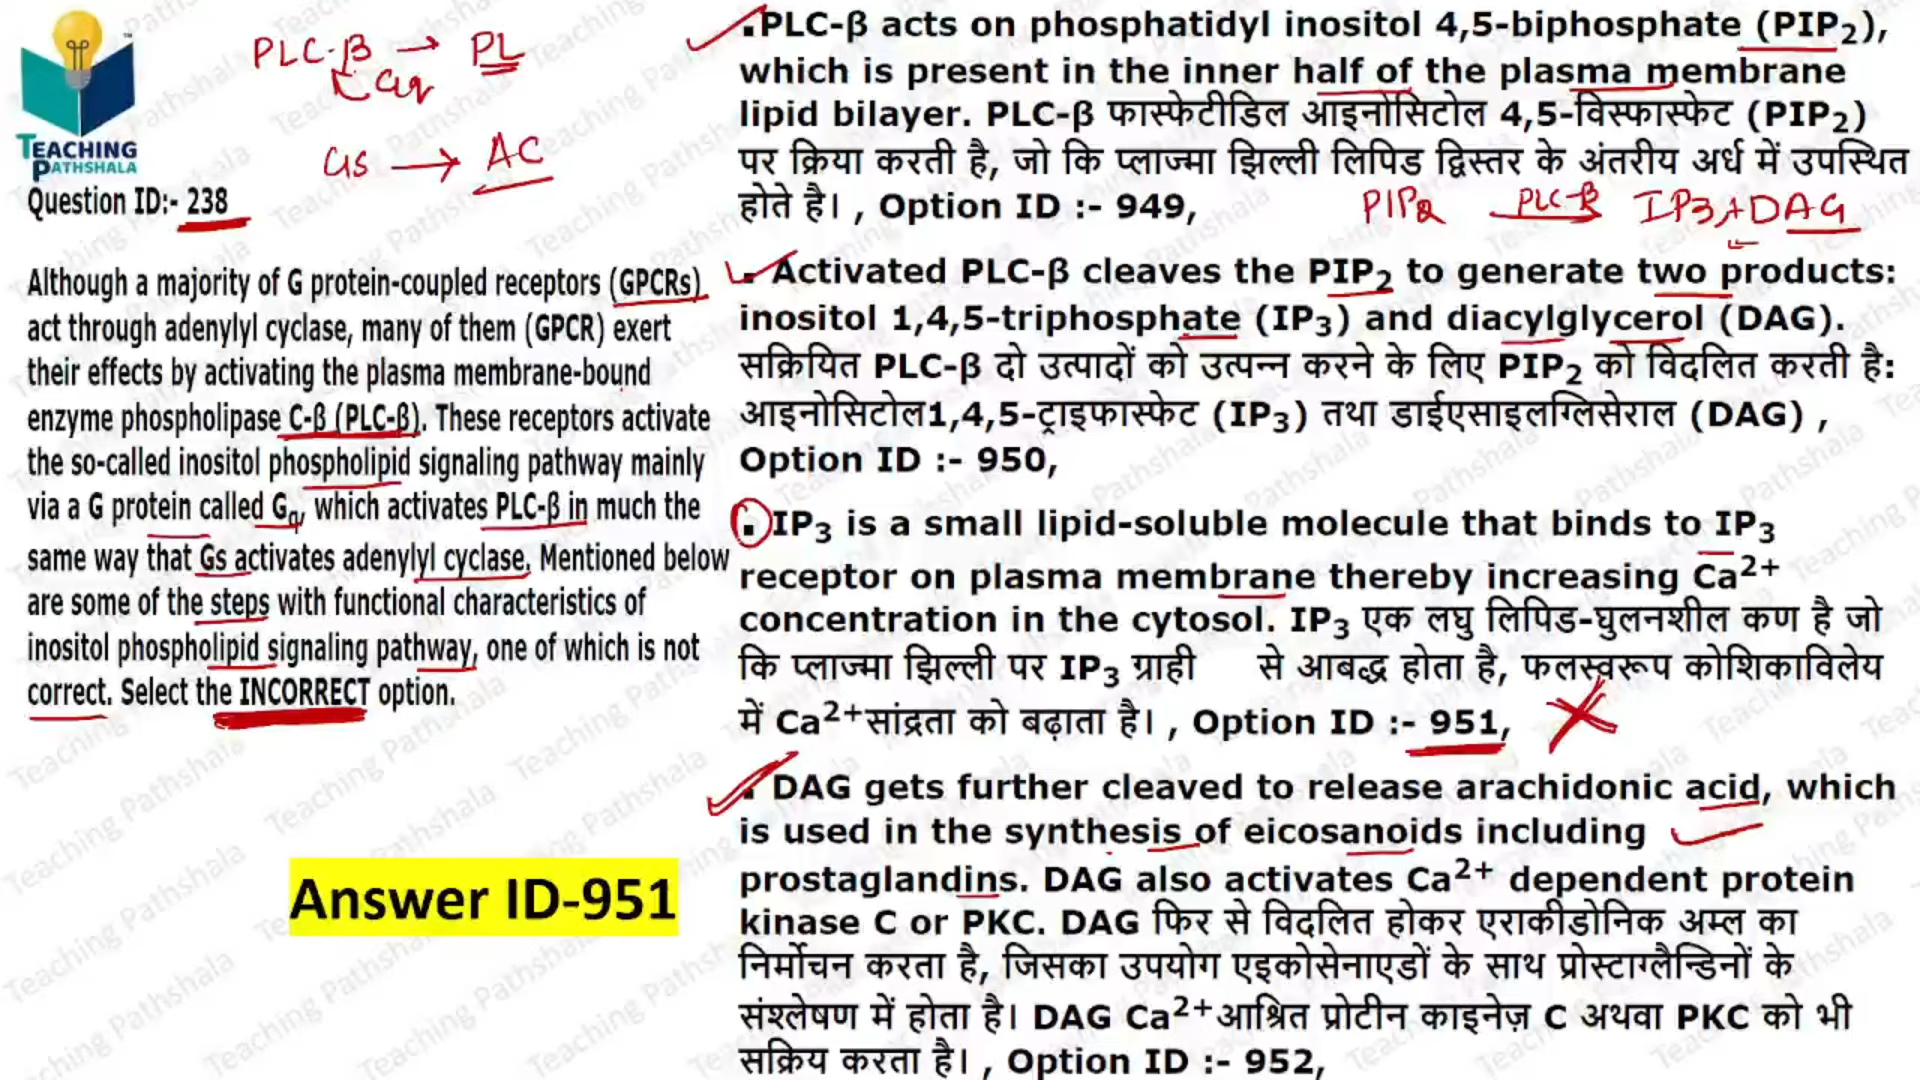 TEACHING
PATHSHALA
PLC-β → PL
Gq
Gs → AC
Question ID:- 238
Although a majority of G protein-coupled receptors (GPCRs)
act through adenylyl cyclase, many of them (GPCR) exert
their effects by activating the plasma membrane-bound
enzyme phospholipase C-β (PLC-β). These receptors activate
the so-called inositol phospholipid signaling pathway mainly
via a G protein called Gq, which activates PLC-β in much the
same way that Gs activates adenylyl cyclase. Mentioned below
are some of the steps with functional characteristics of
inositol phospholipid signaling pathway, one of which is not
correct. Select the INCORRECT option.
Answer ID-951
.PLC-β acts on phosphatidyl inositol 4,5-biphosphate (PIP₂),
which is present in the inner half of the plasma membrane
lipid bilayer. PLC-β फास्फेटीडिल आइनोसिटोल 4,5-विस्फास्फेट (PIP₂)
पर क्रिया करती है, जो कि प्लाज्मा झिल्ली लिपिड द्विस्तर के अंतरीय अर्ध में उपस्थित
होते है। , Option ID :- 949,
PIP₂ PLC-β IP3+DAG
. Activated PLC-β cleaves the PIP₂ to generate two products:
inositol 1,4,5-triphosphate (IP₃) and diacylglycerol (DAG).
सक्रियित PLC-β दो उत्पादों को उत्पन्न करने के लिए PIP₂ को विदलित करती है:
आइनोसिटोल1,4,5-ट्राइफास्फेट (IP₃) तथा डाईएसाइलग्लिसेराल (DAG) ,
Option ID :- 950,
. IP₃ is a small lipid-soluble molecule that binds to IP₃
receptor on plasma membrane thereby increasing Ca²⁺
concentration in the cytosol. IP₃ एक लघु लिपिड-घुलनशील कण है जो
कि प्लाज्मा झिल्ली पर IP₃ ग्राही से आबद्ध होता है, फलस्वरूप कोशिकाविलेय
में Ca²⁺सांद्रता को बढ़ाता है। , Option ID :- 951,
. DAG gets further cleaved to release arachidonic acid, which
is used in the synthesis of eicosanoids including
prostaglandins. DAG also activates Ca²⁺ dependent protein
kinase C or PKC. DAG फिर से विदलित होकर एराकीडोनिक अम्ल का
निर्मोचन करता है, जिसका उपयोग एइकोसेनाएडों के साथ प्रोस्टाग्लैन्डिनों के
संश्लेषण में होता है। DAG Ca²⁺आश्रित प्रोटीन काइनेज़ C अथवा PKC को भी
सक्रिय करता है। , Option ID :- 952,